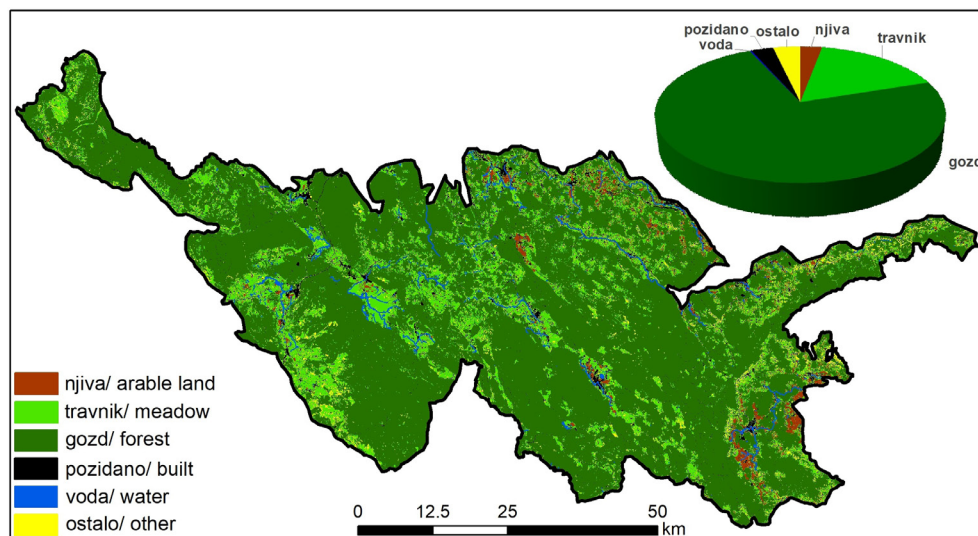 pozidano
ostalo
njiva
voda
travnik
gozd
njiva/ arable land
travnik/ meadow
gozd/ forest
pozidano/ built
voda/ water
ostalo/ other
0 12.5 25 50
km